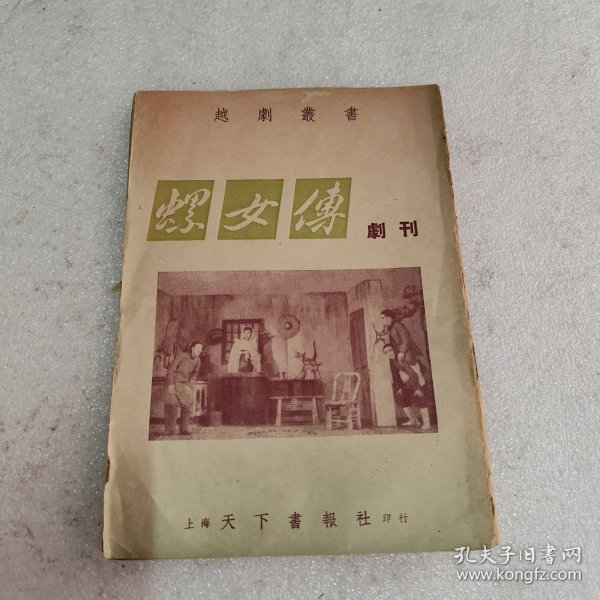 越劇叢書
螺女傳
劇刊
上海天下書報社印行
孔夫子旧书网
www.kongfz.com